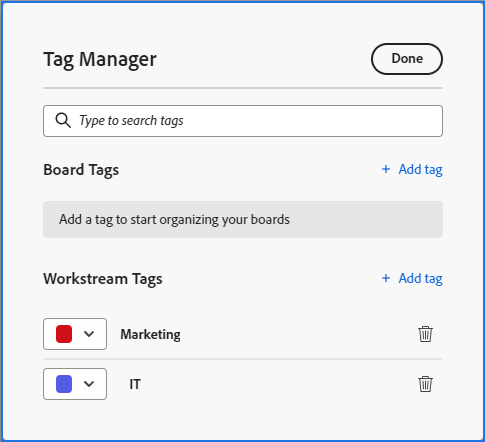 Tag Manager
Done
Type to search tags
Board Tags
+ Add tag
Add a tag to start organizing your boards
Workstream Tags
+ Add tag
Marketing
IT